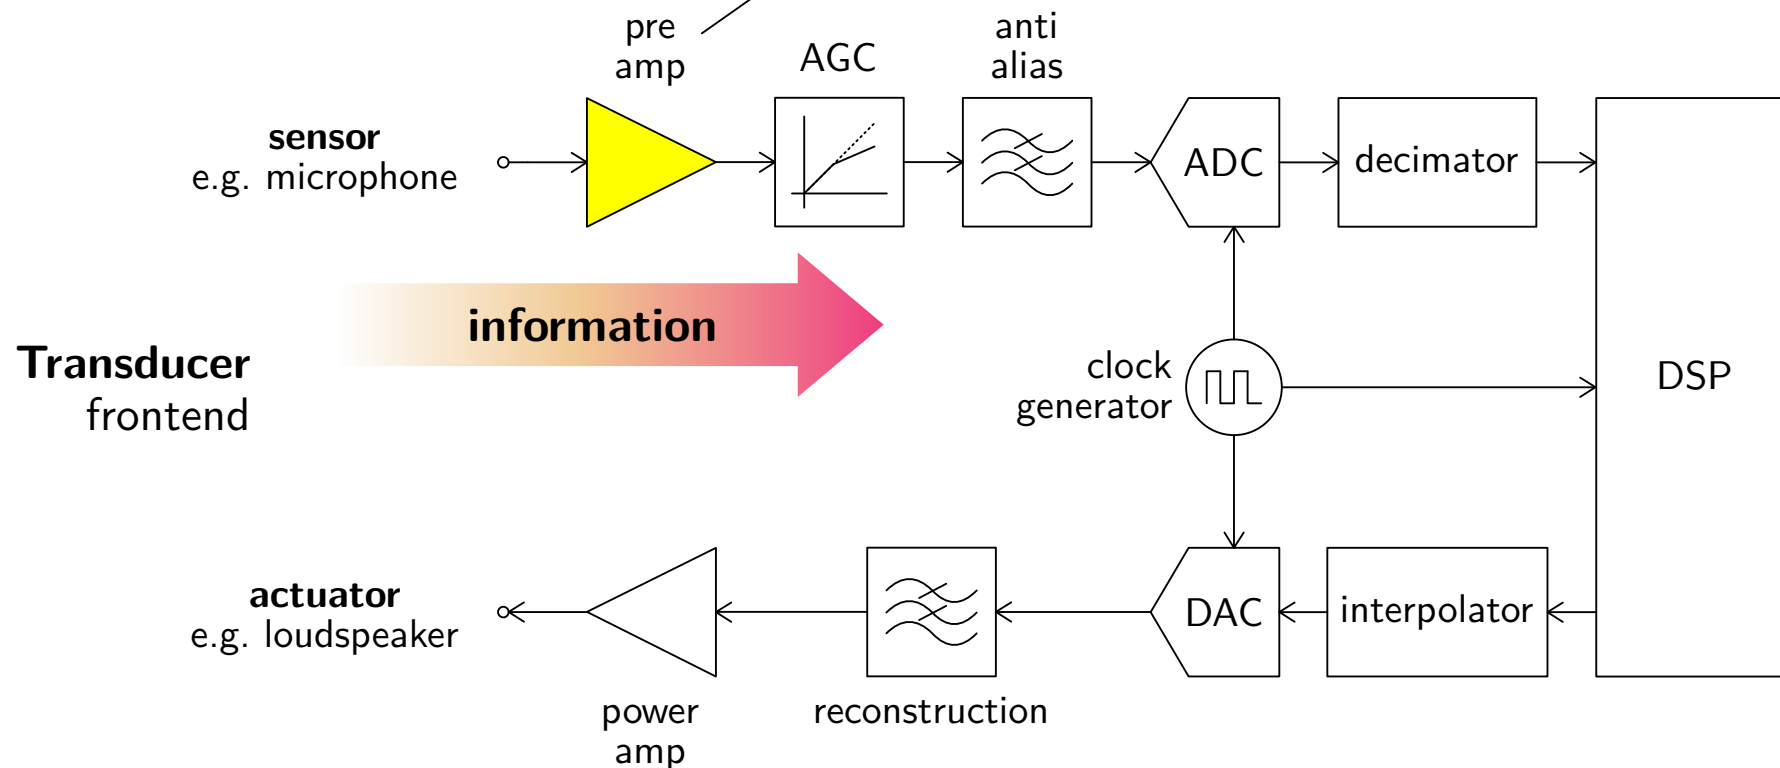 pre
amp
AGC
anti
alias
sensor
e.g. microphone
ADC
decimator
information
Transducer
frontend
clock
generator
DSP
actuator
e.g. loudspeaker
DAC
interpolator
power
amp
reconstruction